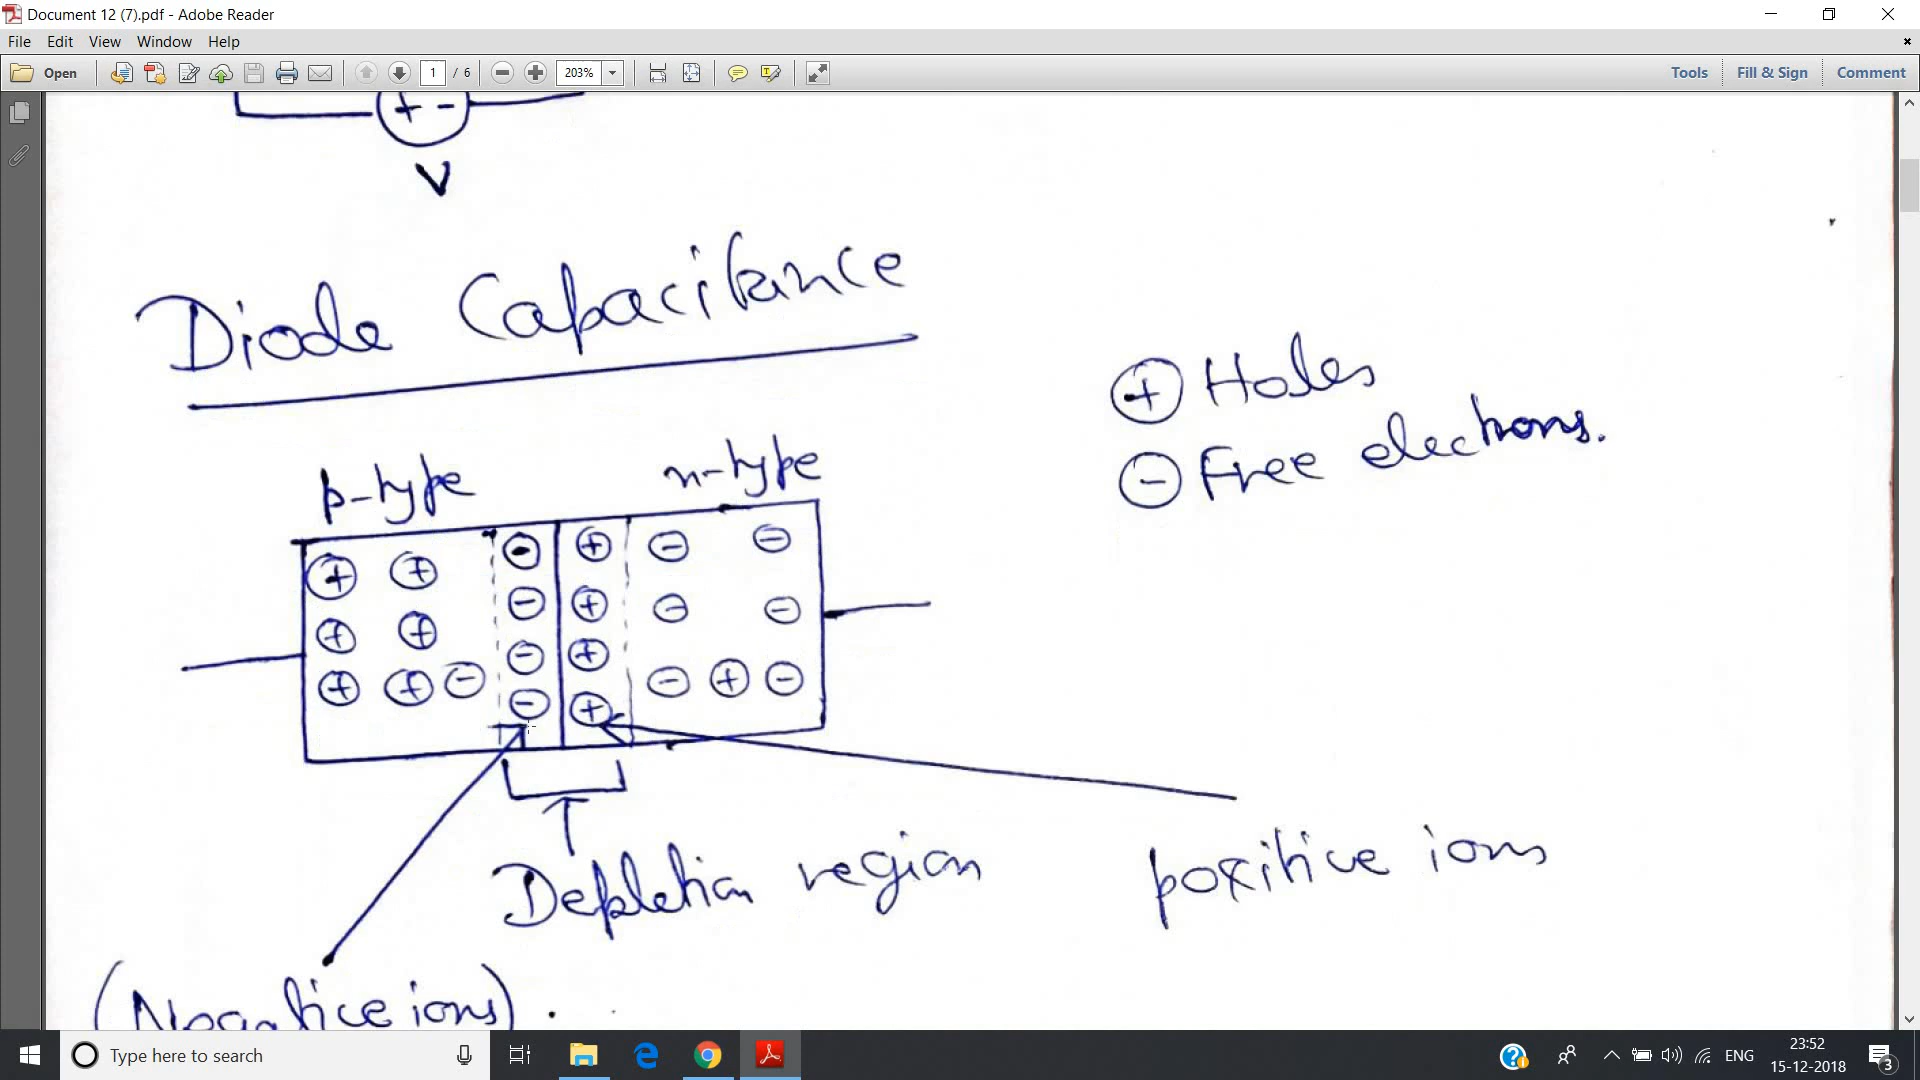 Document 12 (7).pdf - Adobe Reader
File Edit View Window Help
Open 1 / 6 203% Tools Fill & Sign Comment
+ -
V
Diode Capacitance
+ Holes
- Free electrons.
p-type n-type
+ + - + - -
+ + - + - -
- +
+ + - - + - + -
Depletion region
poxitive ions
(Negative ions).
Type here to search
ENG
23:52
15-12-2018
3